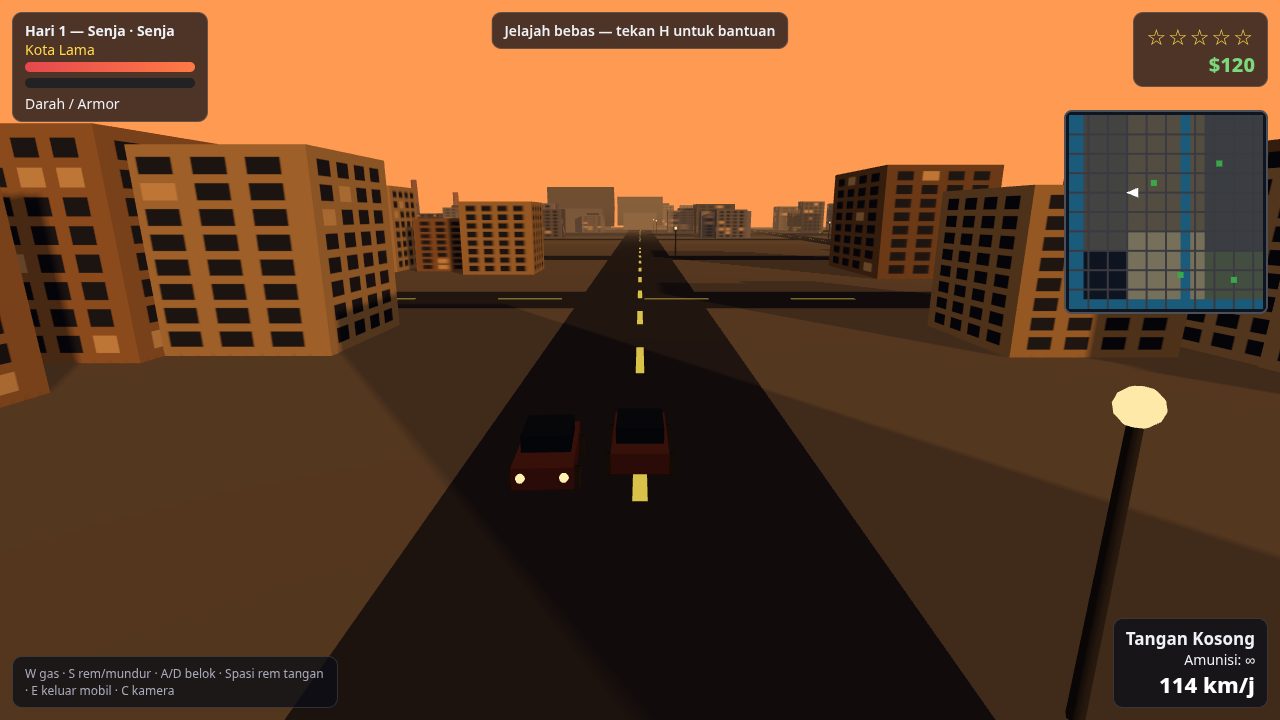 Hari 1 — Senja · Senja
Kota Lama
Darah / Armor
Jelajah bebas — tekan H untuk bantuan
☆☆☆☆☆
$120
W gas · S rem/mundur · A/D belok · Spasi rem tangan
· E keluar mobil · C kamera
Tangan Kosong
Amunisi: ∞
114 km/j